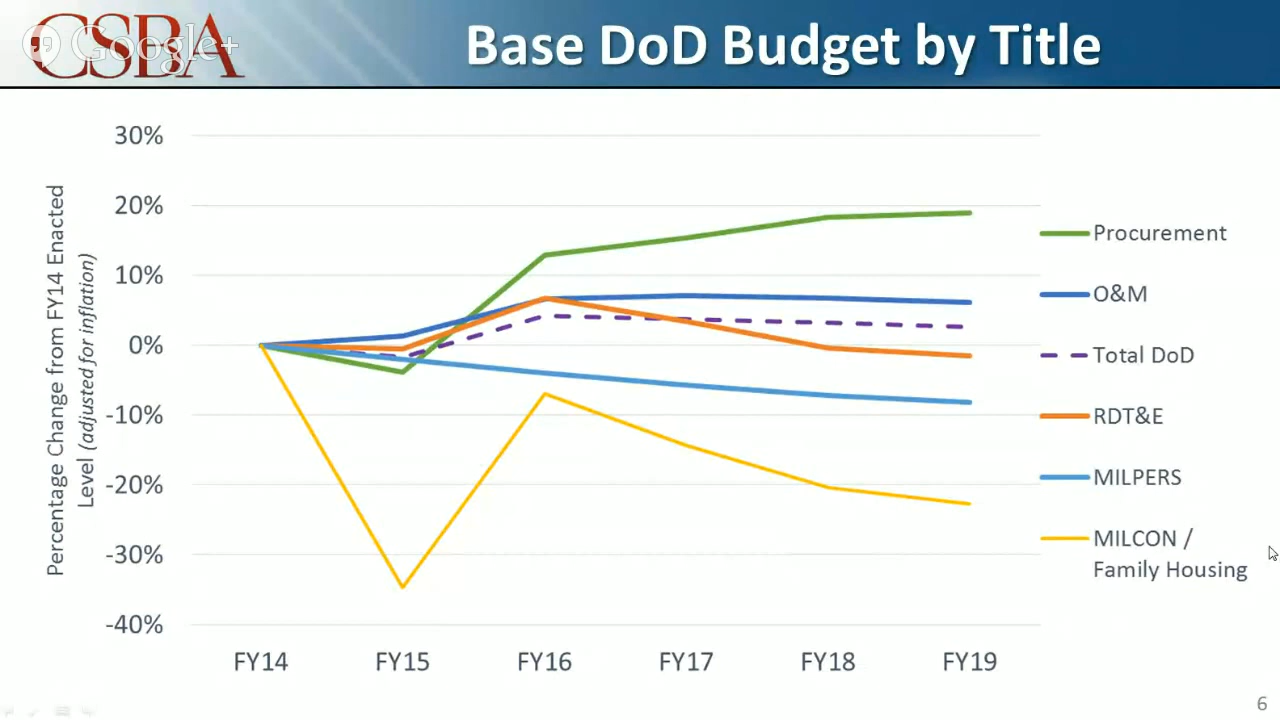 CSBA
Google+
Base DoD Budget by Title
30%
20%
10%
0%
-10%
-20%
-30%
-40%
Percentage Change from FY14 Enacted
Level (adjusted for inflation)
FY14 FY15 FY16 FY17 FY18 FY19
Procurement
O&M
Total DoD
RDT&E
MILPERS
MILCON /
Family Housing
6